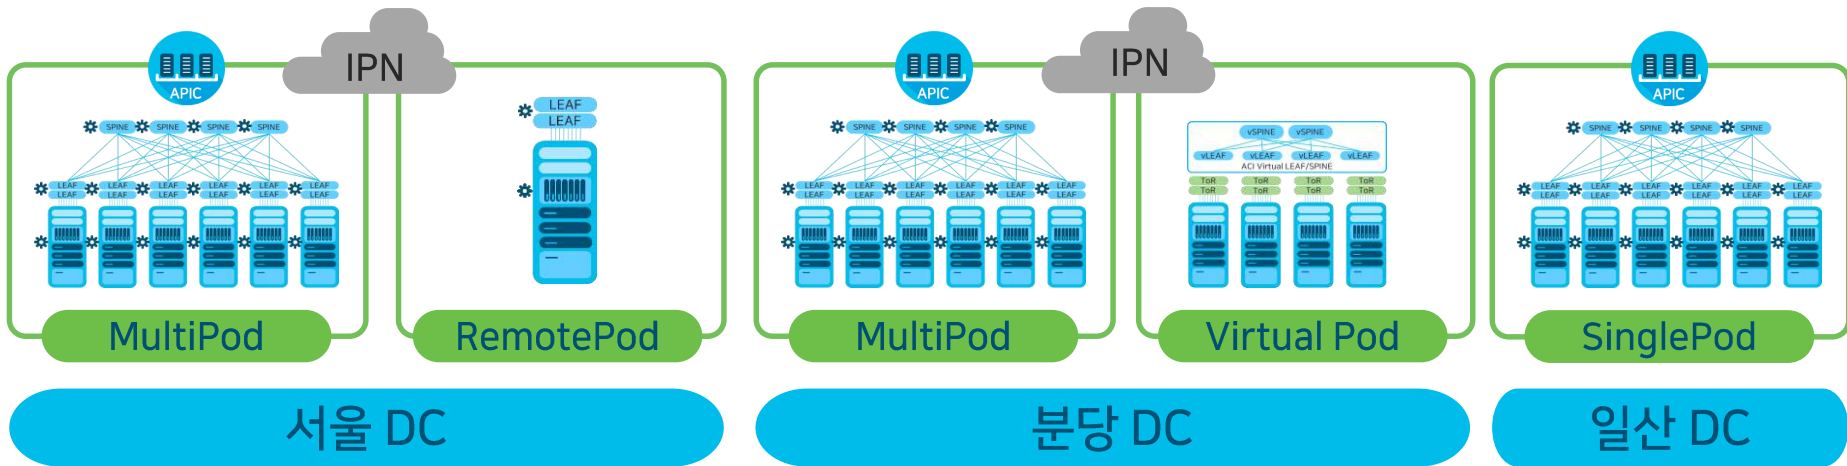 APIC
SPINE SPINE SPINE SPINE
LEAF LEAF LEAF LEAF LEAF LEAF
LEAF LEAF LEAF LEAF LEAF LEAF
MultiPod
IPN
LEAF
LEAF
RemotePod
서울 DC
APIC
SPINE SPINE SPINE SPINE
LEAF LEAF LEAF LEAF LEAF LEAF
LEAF LEAF LEAF LEAF LEAF LEAF
MultiPod
IPN
vSPINE vSPINE
vLEAF vLEAF vLEAF vLEAF
ACI Virtual LEAF/SPINE
ToR ToR ToR ToR
ToR ToR ToR ToR
Virtual Pod
분당 DC
APIC
SPINE SPINE SPINE SPINE
LEAF LEAF LEAF LEAF LEAF LEAF
LEAF LEAF LEAF LEAF LEAF LEAF
SinglePod
일산 DC